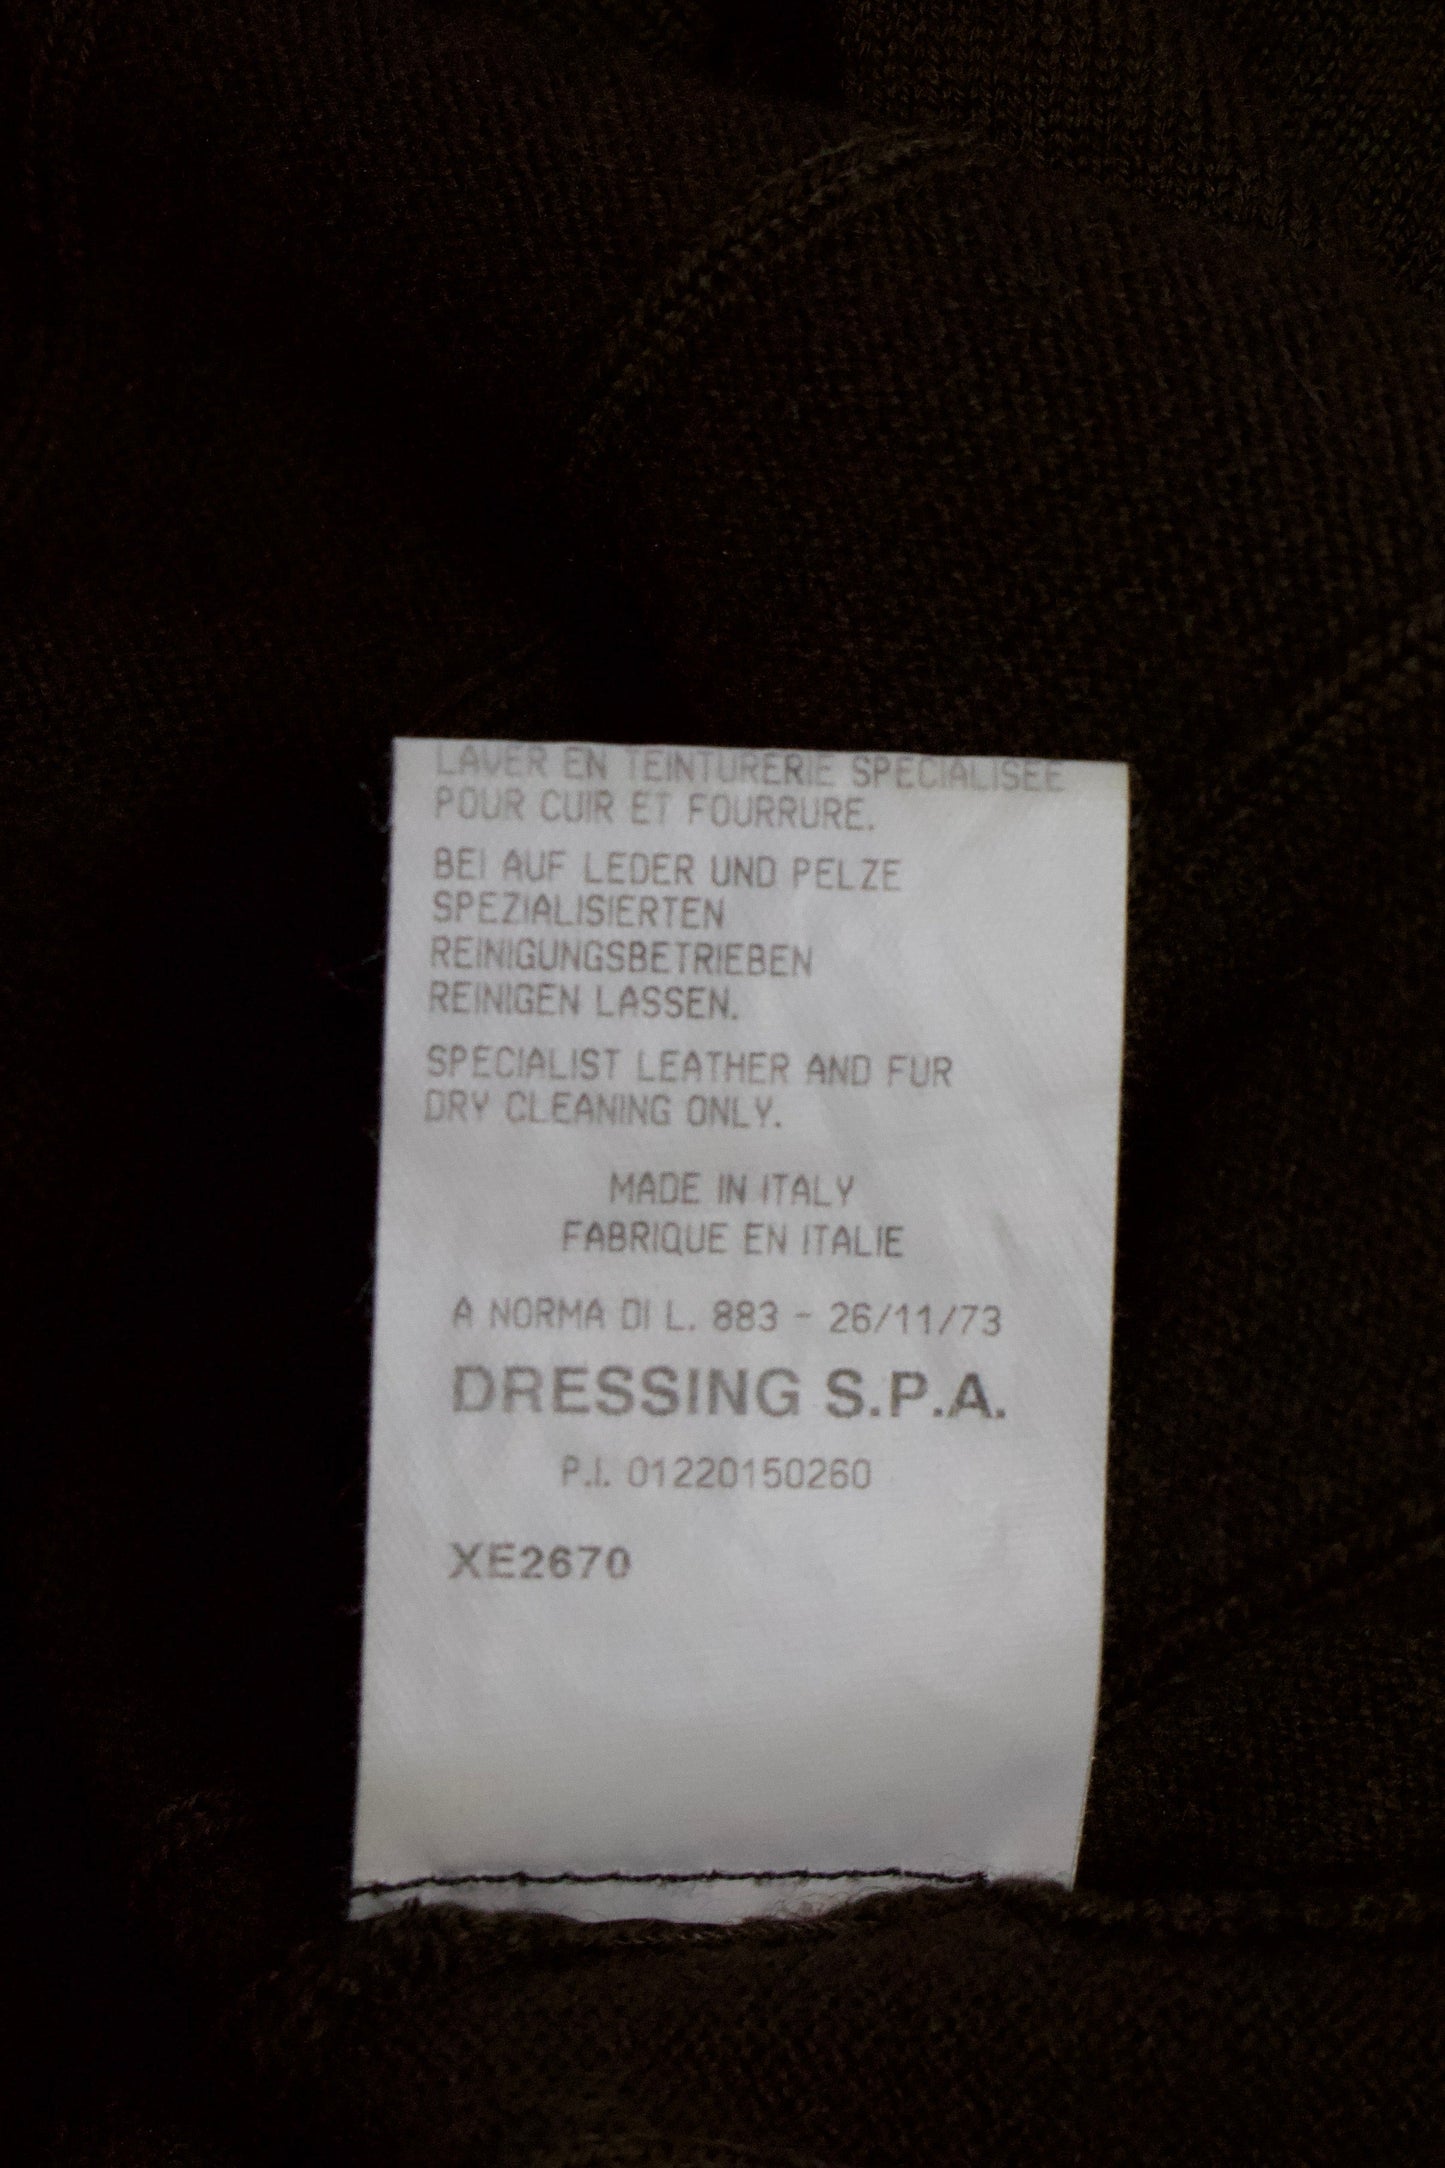 LAVER EN TEINTURERIE SPECIALISEE
POUR CUIR ET FOURRURE.
BEI AUF LEDER UND PELZE
SPEZIALISIERTEN
REINIGUNGSBETRIEBEN
REINIGEN LASSEN.
SPECIALIST LEATHER AND FUR
DRY CLEANING ONLY.
MADE IN ITALY
FABRIQUE EN ITALIE
A NORMA DI L. 883 - 26/11/73
DRESSING S.P.A.
P.I. 01220150260
XE2670